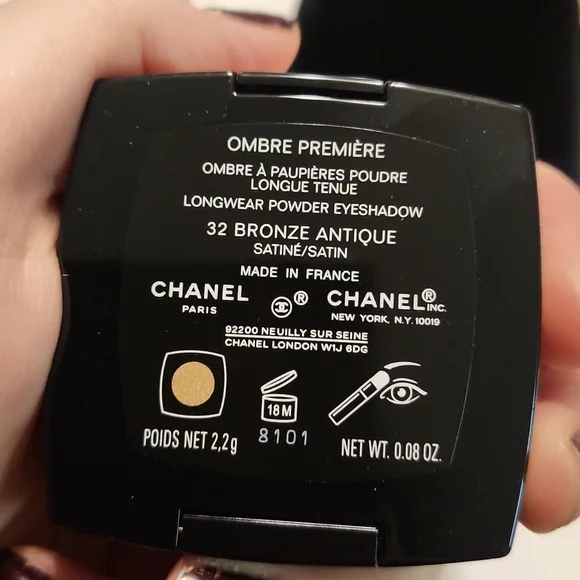 OMBRE PREMIÈRE
OMBRE À PAUPIÈRES POUDRE
LONGUE TENUE
LONGWEAR POWDER EYESHADOW
32 BRONZE ANTIQUE
SATINÉ/SATIN
MADE IN FRANCE
CHANEL ® CHANEL® INC.
PARIS NEW YORK, N.Y. 10019
92200 NEUILLY SUR SEINE
CHANEL LONDON W1J 6DG
18 M
POIDS NET 2,2g 8101 NET WT. 0.08 OZ.